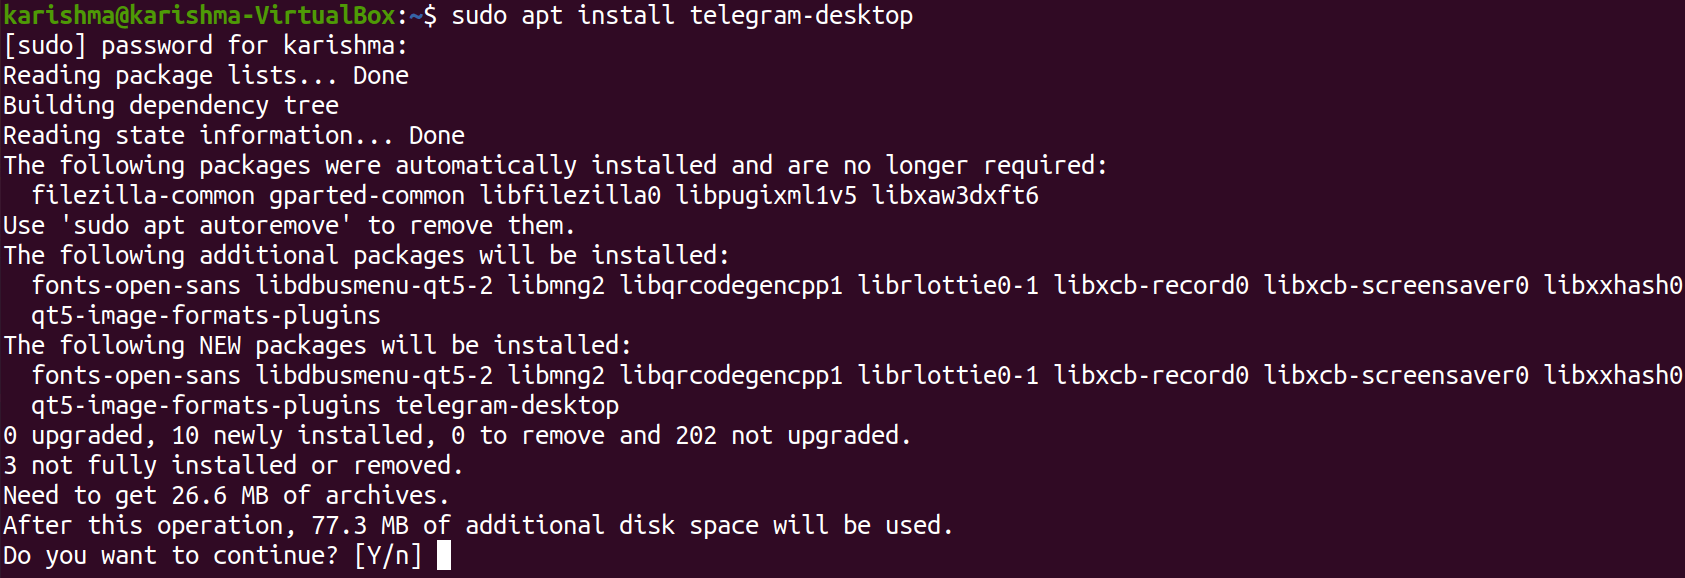 karishma@karishma-VirtualBox:~$ sudo apt install telegram-desktop
[sudo] password for karishma:
Reading package lists... Done
Building dependency tree
Reading state information... Done
The following packages were automatically installed and are no longer required:
  filezilla-common gparted-common libfilezilla0 libpugixml1v5 libxaw3dxft6
Use 'sudo apt autoremove' to remove them.
The following additional packages will be installed:
  fonts-open-sans libdbusmenu-qt5-2 libmng2 libqrcodegencpp1 librlottie0-1 libxcb-record0 libxcb-screensaver0 libxxhash0
  qt5-image-formats-plugins
The following NEW packages will be installed:
  fonts-open-sans libdbusmenu-qt5-2 libmng2 libqrcodegencpp1 librlottie0-1 libxcb-record0 libxcb-screensaver0 libxxhash0
  qt5-image-formats-plugins telegram-desktop
0 upgraded, 10 newly installed, 0 to remove and 202 not upgraded.
3 not fully installed or removed.
Need to get 26.6 MB of archives.
After this operation, 77.3 MB of additional disk space will be used.
Do you want to continue? [Y/n]